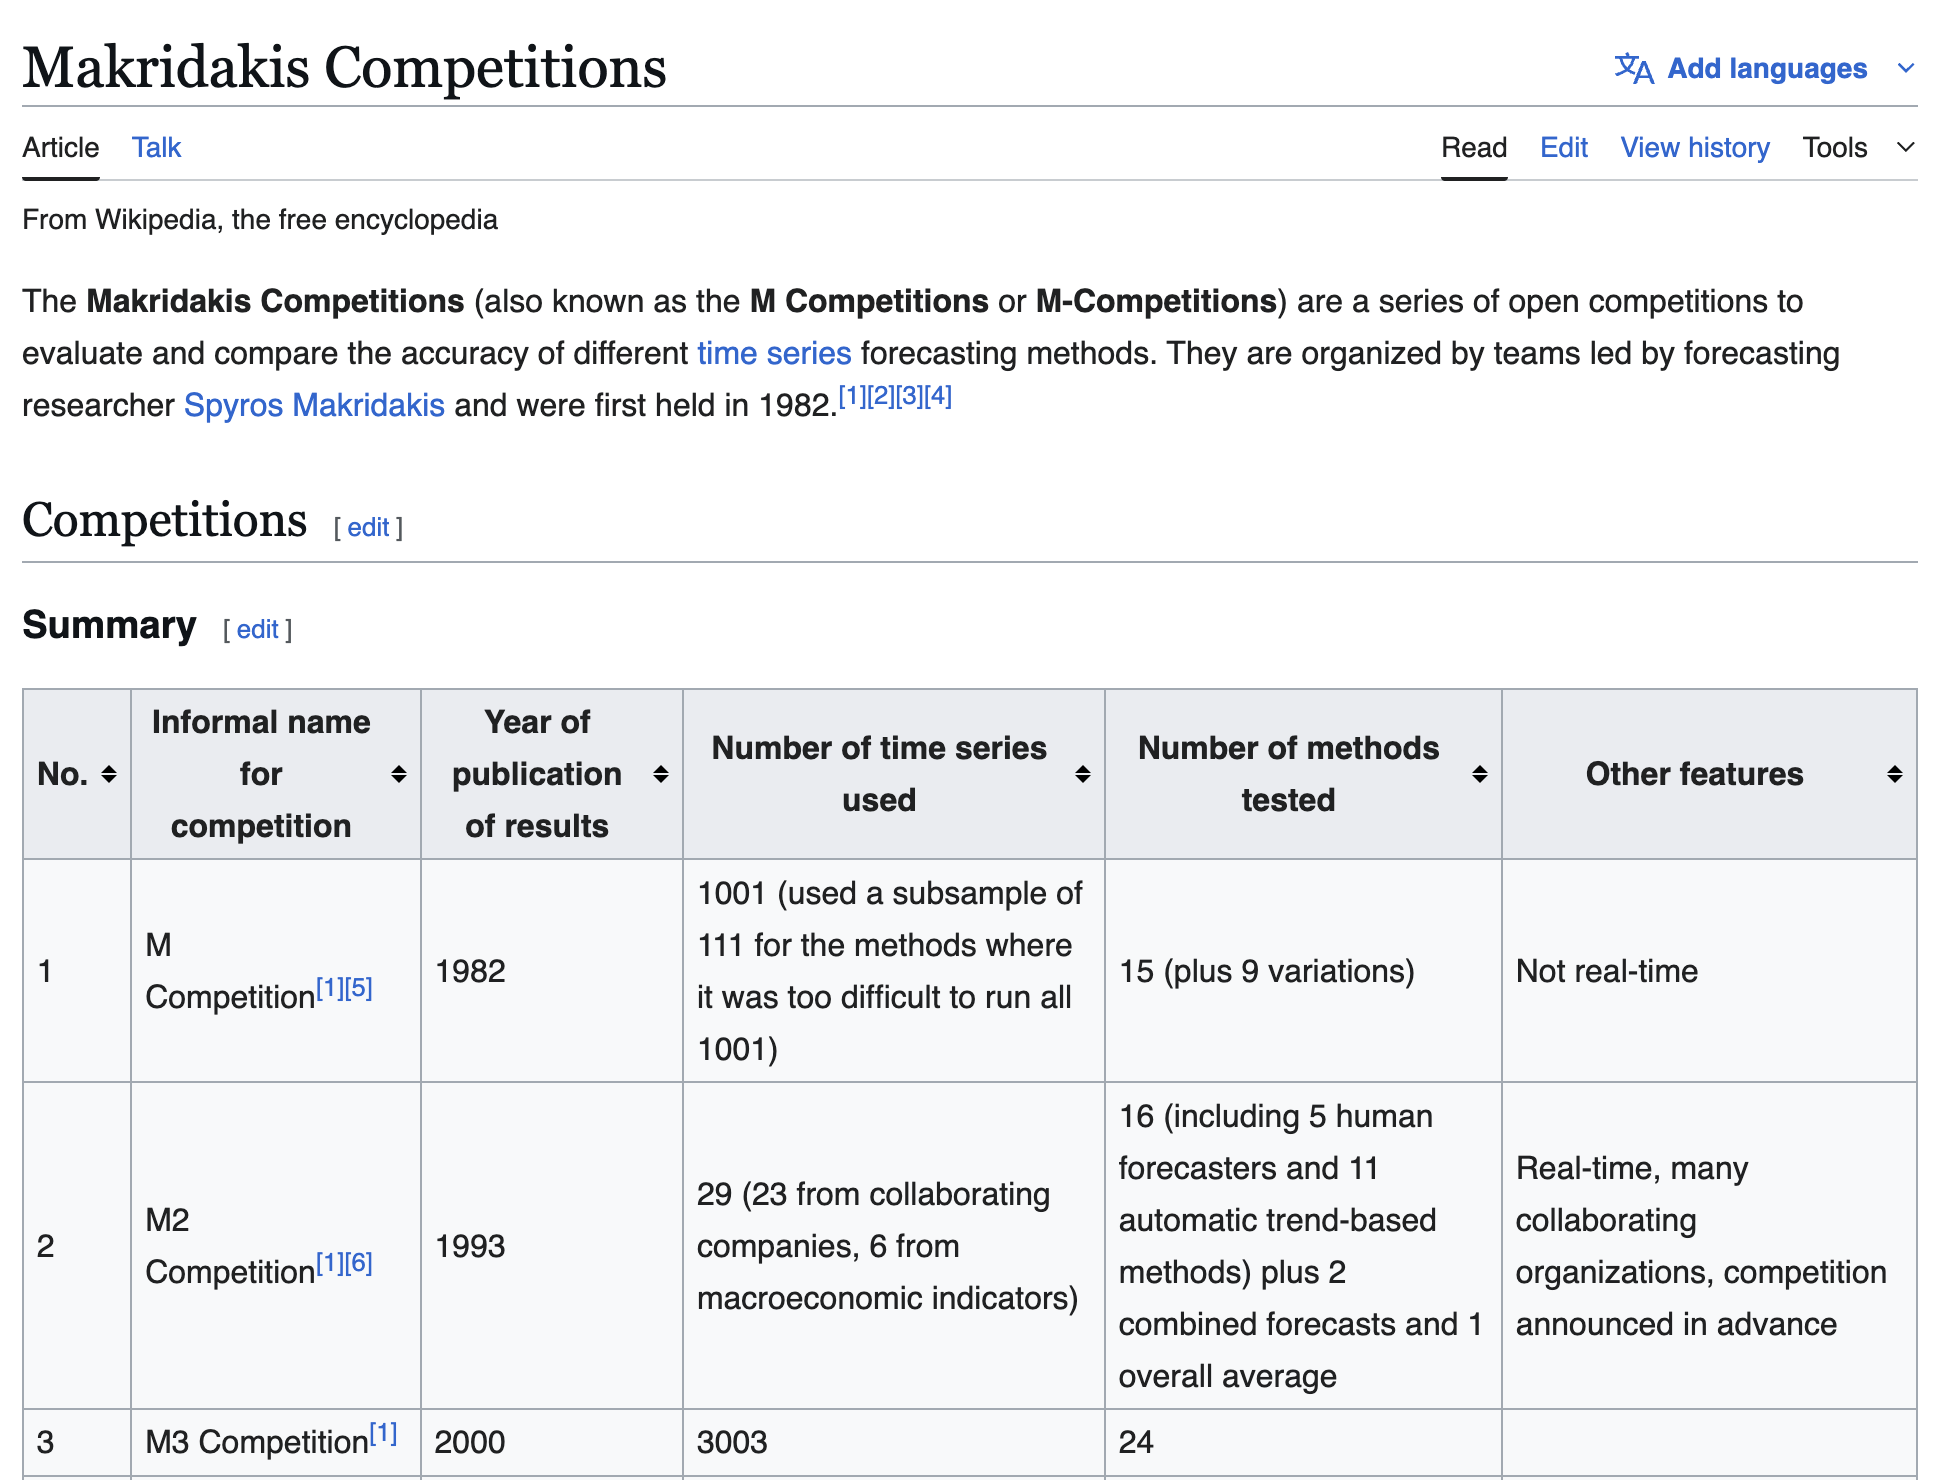 Makridakis Competitions
Add languages
Article Talk
Read Edit View history Tools
From Wikipedia, the free encyclopedia
The Makridakis Competitions (also known as the M Competitions or M-Competitions) are a series of open competitions to
evaluate and compare the accuracy of different time series forecasting methods. They are organized by teams led by forecasting
researcher Spyros Makridakis and were first held in 1982.[1][2][3][4]
Competitions [ edit ]
Summary [ edit ]
No.
Informal name
for
competition
Year of
publication
of results
Number of time series
used
Number of methods
tested
Other features
1
M
Competition[1][5]
1982
1001 (used a subsample of
111 for the methods where
it was too difficult to run all
1001)
15 (plus 9 variations)
Not real-time
2
M2
Competition[1][6]
1993
29 (23 from collaborating
companies, 6 from
macroeconomic indicators)
16 (including 5 human
forecasters and 11
automatic trend-based
methods) plus 2
combined forecasts and 1
overall average
Real-time, many
collaborating
organizations, competition
announced in advance
3
M3 Competition[1]
2000
3003
24